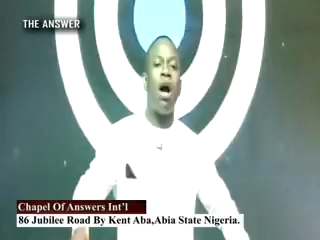 THE ANSWER
Chapel Of Answers Int'l
86 Jubilee Road By Kent Aba,Abia State Nigeria.